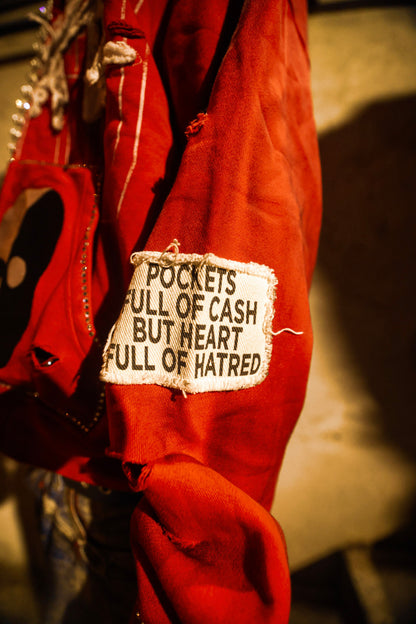 POCKETS
FULL OF CASH
BUT HEART
FULL OF HATRED